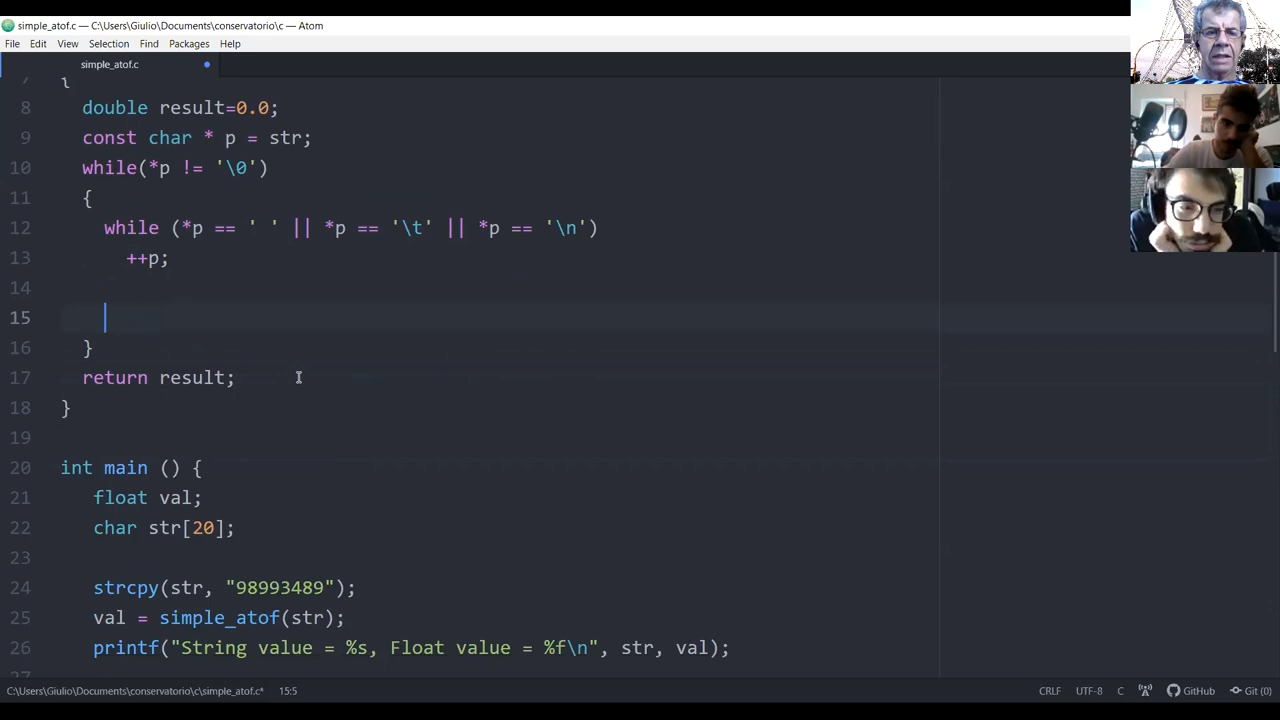 simple_atof.c — C:\Users\Giulio\Documents\conservatorio\c — Atom
File Edit View Selection Find Packages Help
simple_atof.c
7 {
8 double result=0.0;
9 const char * p = str;
10 while(*p != '\0')
11 {
12 while (*p == ' ' || *p == '\t' || *p == '\n')
13 ++p;
14
15
16 }
17 return result;
18 }
19
20 int main () {
21 float val;
22 char str[20];
23
24 strcpy(str, "98993489");
25 val = simple_atof(str);
26 printf("String value = %s, Float value = %f\n", str, val);
27
C:\Users\Giulio\Documents\conservatorio\c\simple_atof.c* 15:5 CRLF UTF-8 C GitHub Git (0)